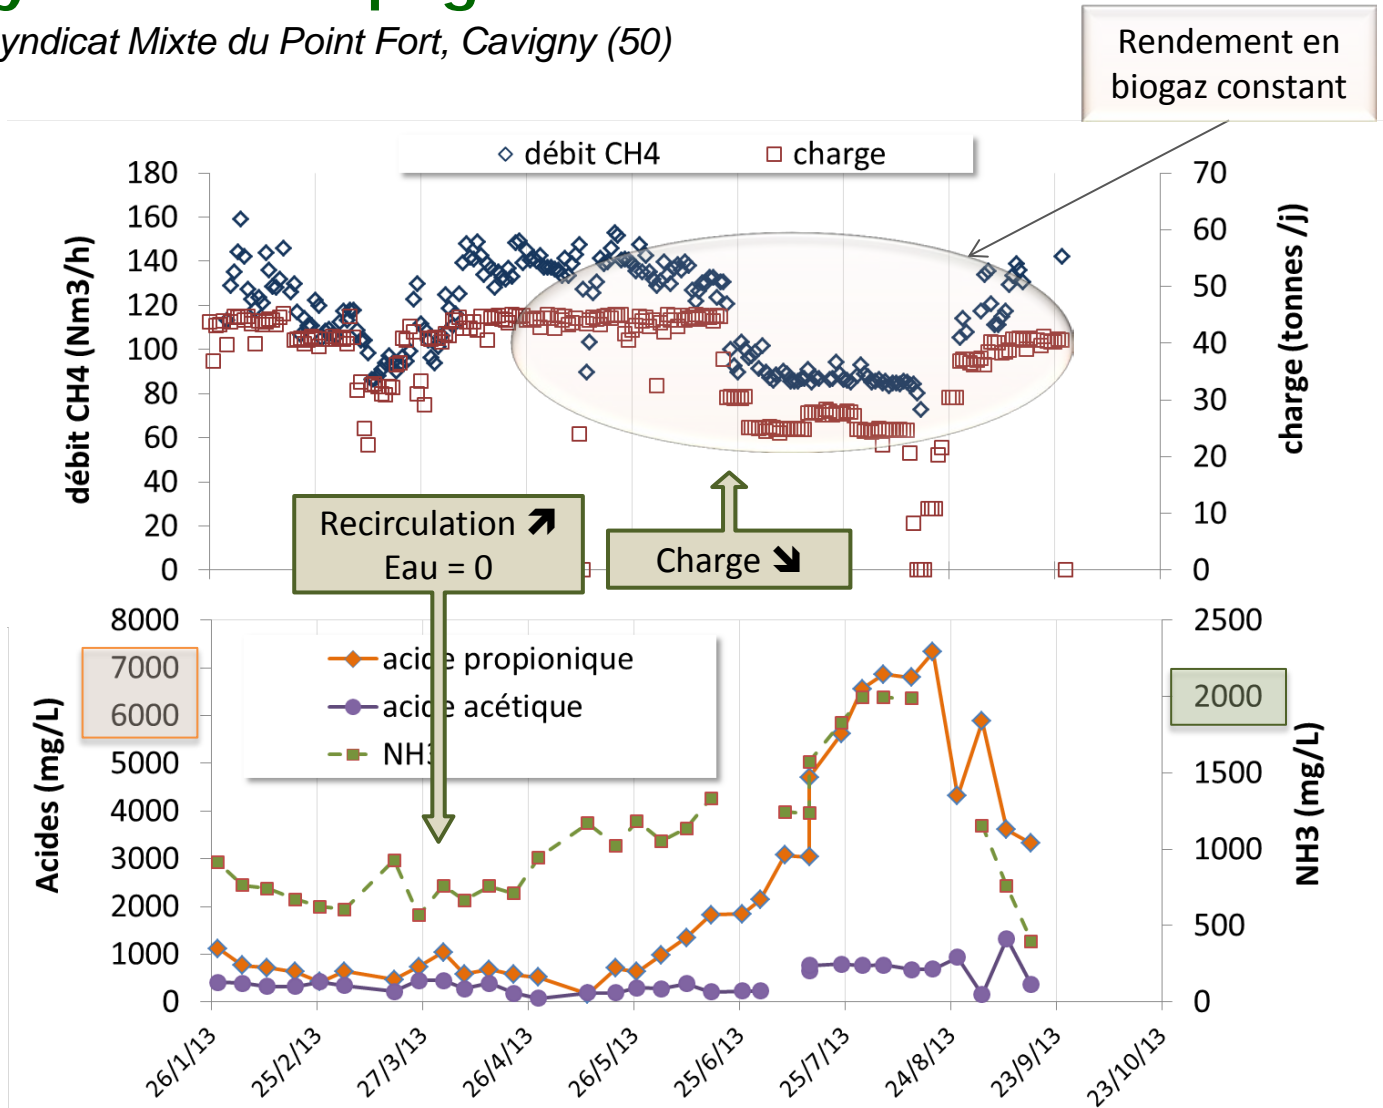 yndicat Mixte du Point Fort, Cavigny (50)
Rendement en
biogaz constant
débit CH4
charge
180
160
140
120
100
80
60
40
20
0
débit CH4 (Nm3/h)
70
60
50
40
30
20
10
0
charge (tonnes /j)
Recirculation ↗
Eau = 0
Charge ↘
8000
7000
6000
5000
4000
3000
2000
1000
0
Acides (mg/L)
acide propionique
acide acétique
NH3
2500
2000
1500
1000
500
0
NH3 (mg/L)
26/1/13
25/2/13
27/3/13
26/4/13
26/5/13
25/6/13
25/7/13
24/8/13
23/9/13
23/10/13